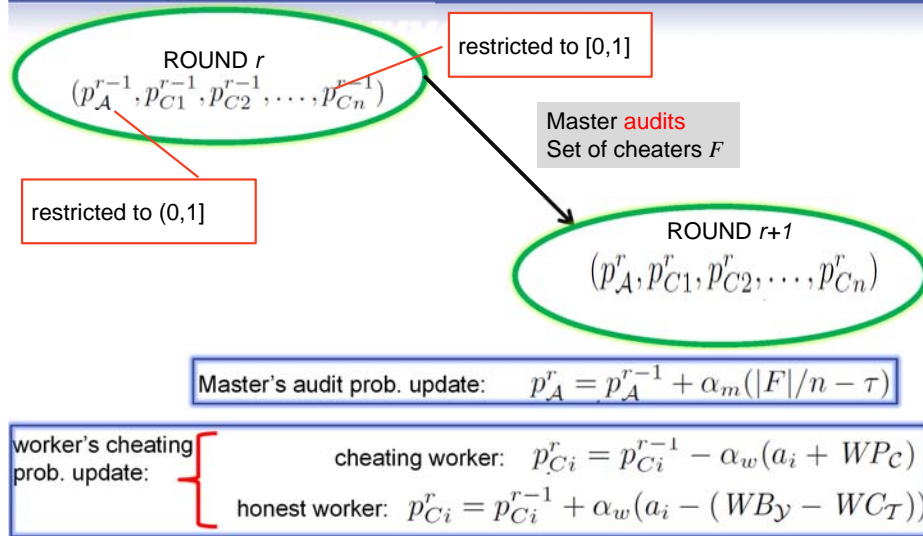 ROUND r
(p_A^{r-1}, p_{C1}^{r-1}, p_{C2}^{r-1}, . . . , p_{Cn}^{r-1})
restricted to [0,1]
restricted to (0,1]
Master audits
Set of cheaters F
ROUND r+1
(p_A^r, p_{C1}^r, p_{C2}^r, . . . , p_{Cn}^r)
Master's audit prob. update: p_A^r = p_A^{r-1} + α_m(|F|/n − τ)
worker's cheating
prob. update:
cheating worker: p_{Ci}^r = p_{Ci}^{r-1} − α_w(a_i + WP_C)
honest worker: p_{Ci}^r = p_{Ci}^{r-1} + α_w(a_i − (WB_Y − WC_T))